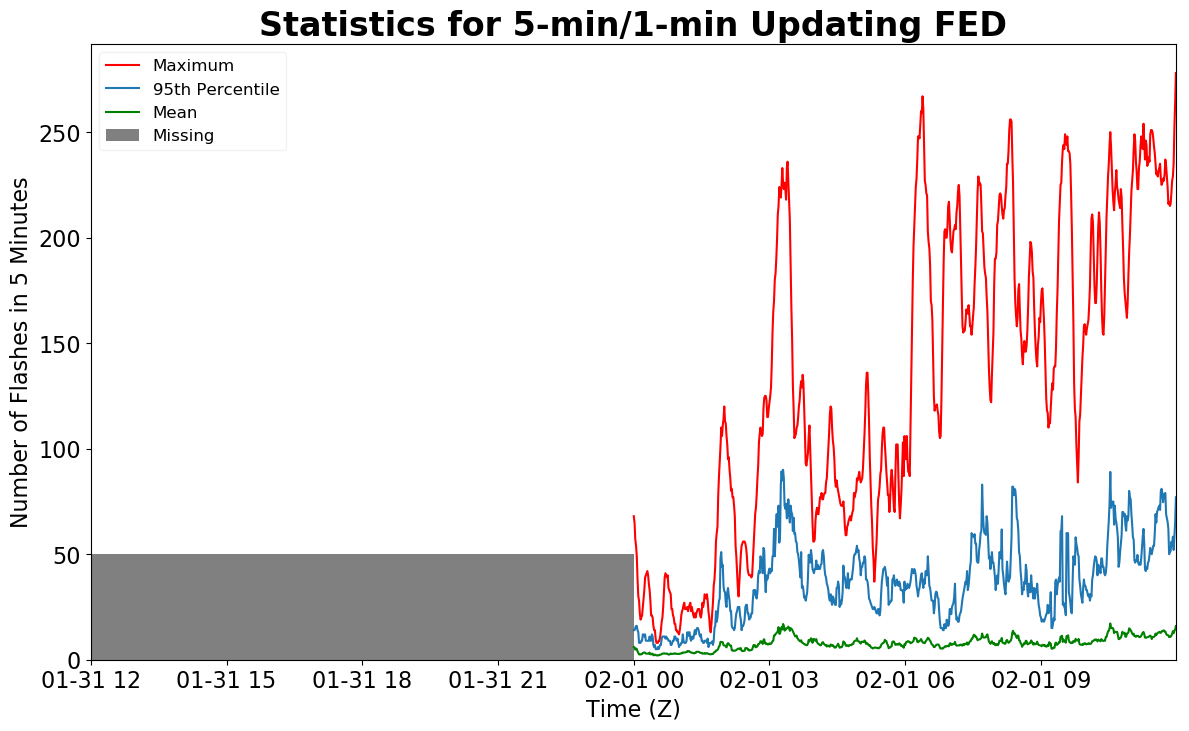 Statistics for 5-min/1-min Updating FED
Maximum
95th Percentile
Mean
Missing
Number of Flashes in 5 Minutes
250
200
150
100
50
0
01-31 12 01-31 15 01-31 18 01-31 21 02-01 00 02-01 03 02-01 06 02-01 09
Time (Z)